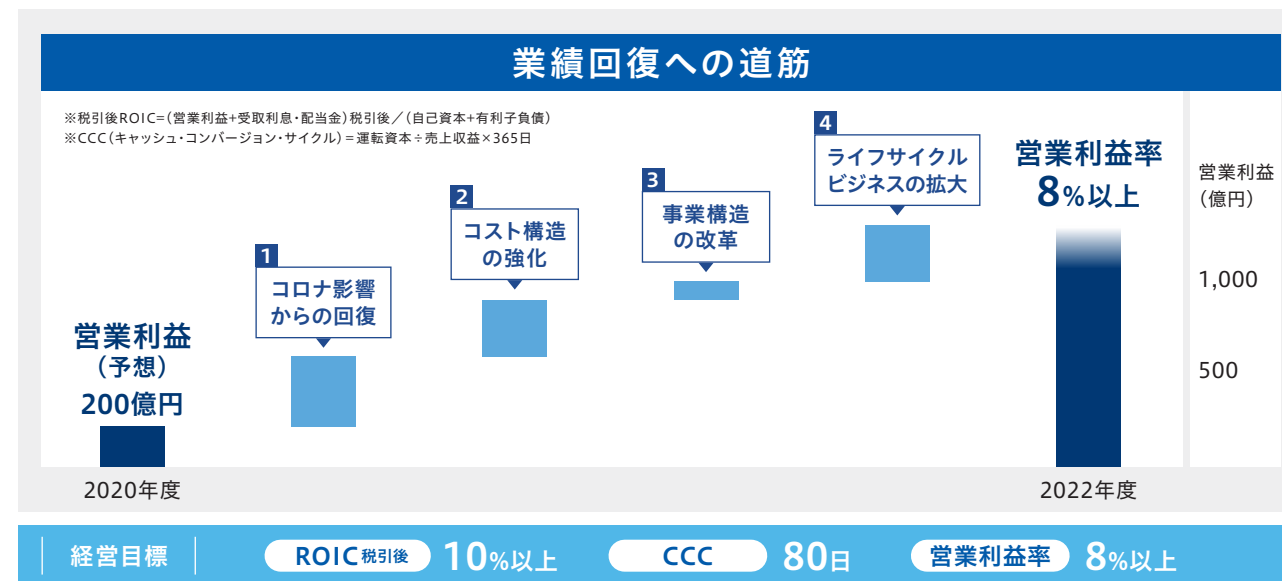 業績回復への道筋
※税引後ROIC=(営業利益+受取利息・配当金)税引後／(自己資本+有利子負債)
※CCC(キャッシュ・コンバージョン・サイクル)=運転資本÷売上収益×365日
営業利益
(予想)
200億円
1
コロナ影響
からの回復
2
コスト構造
の強化
3
事業構造
の改革
4
ライフサイクル
ビジネスの拡大
営業利益率
8%以上
営業利益
(億円)
1,000
500
2020年度
2022年度
経営目標 ROIC税引後 10%以上 CCC 80日 営業利益率 8%以上